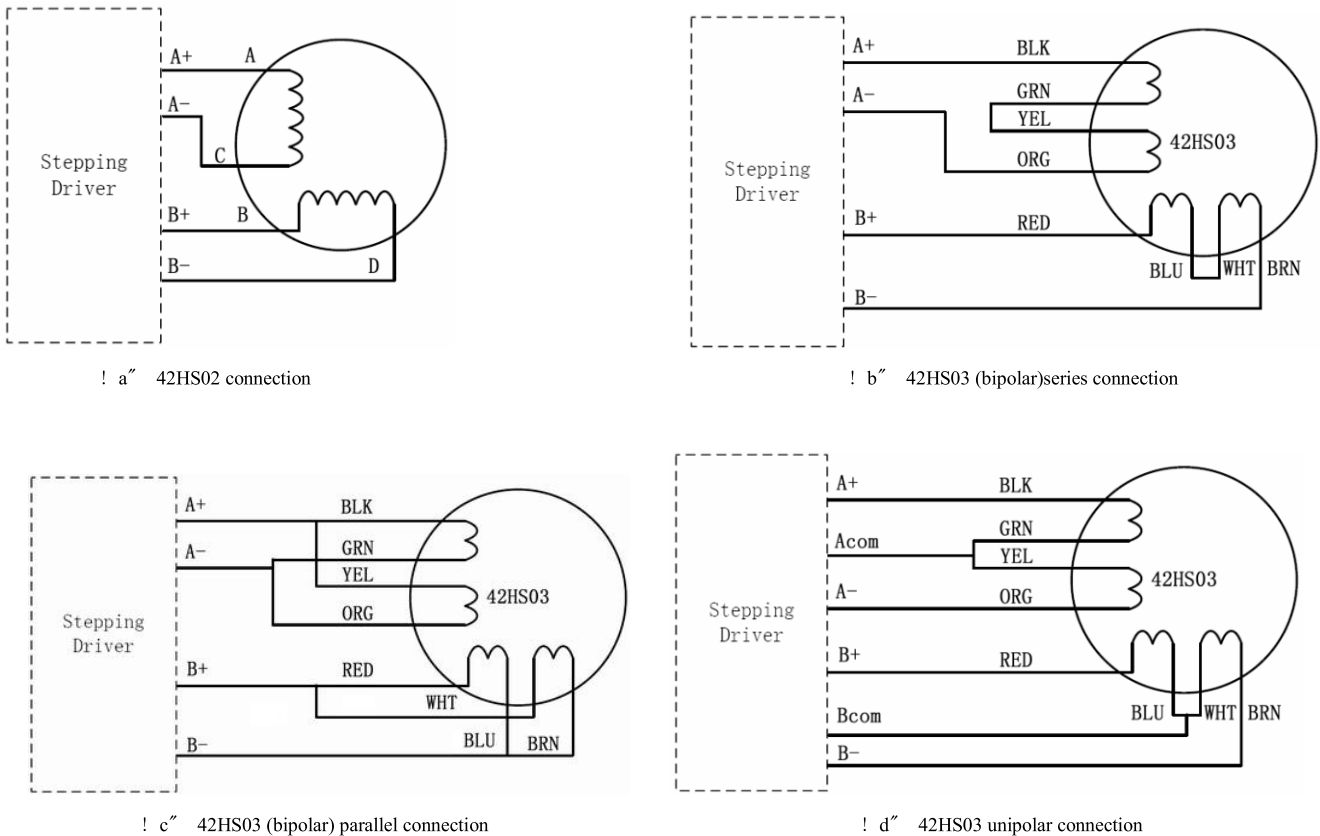 A+ A
A-
C
Stepping
Driver
B+ B
B- D
! a″ 42HS02 connection
A+ BLK
A- GRN
YEL
42HS03
ORG
Stepping
Driver
B+ RED
BLU WHT BRN
B-
! b″ 42HS03 (bipolar)series connection
A+ BLK
A- GRN
YEL
42HS03
ORG
Stepping
Driver
B+ RED
WHT
B- BLU BRN
! c″ 42HS03 (bipolar) parallel connection
A+ BLK
GRN
Acom YEL
42HS03
A- ORG
Stepping
Driver
B+ RED
Bcom BLU WHT BRN
B-
! d″ 42HS03 unipolar connection